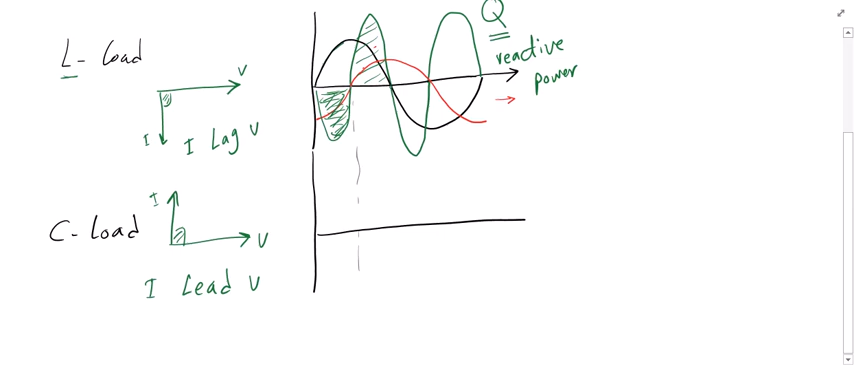 L - Load
V
I
I Lag V
Q
reactive
power
C - Load
I
V
I Lead V